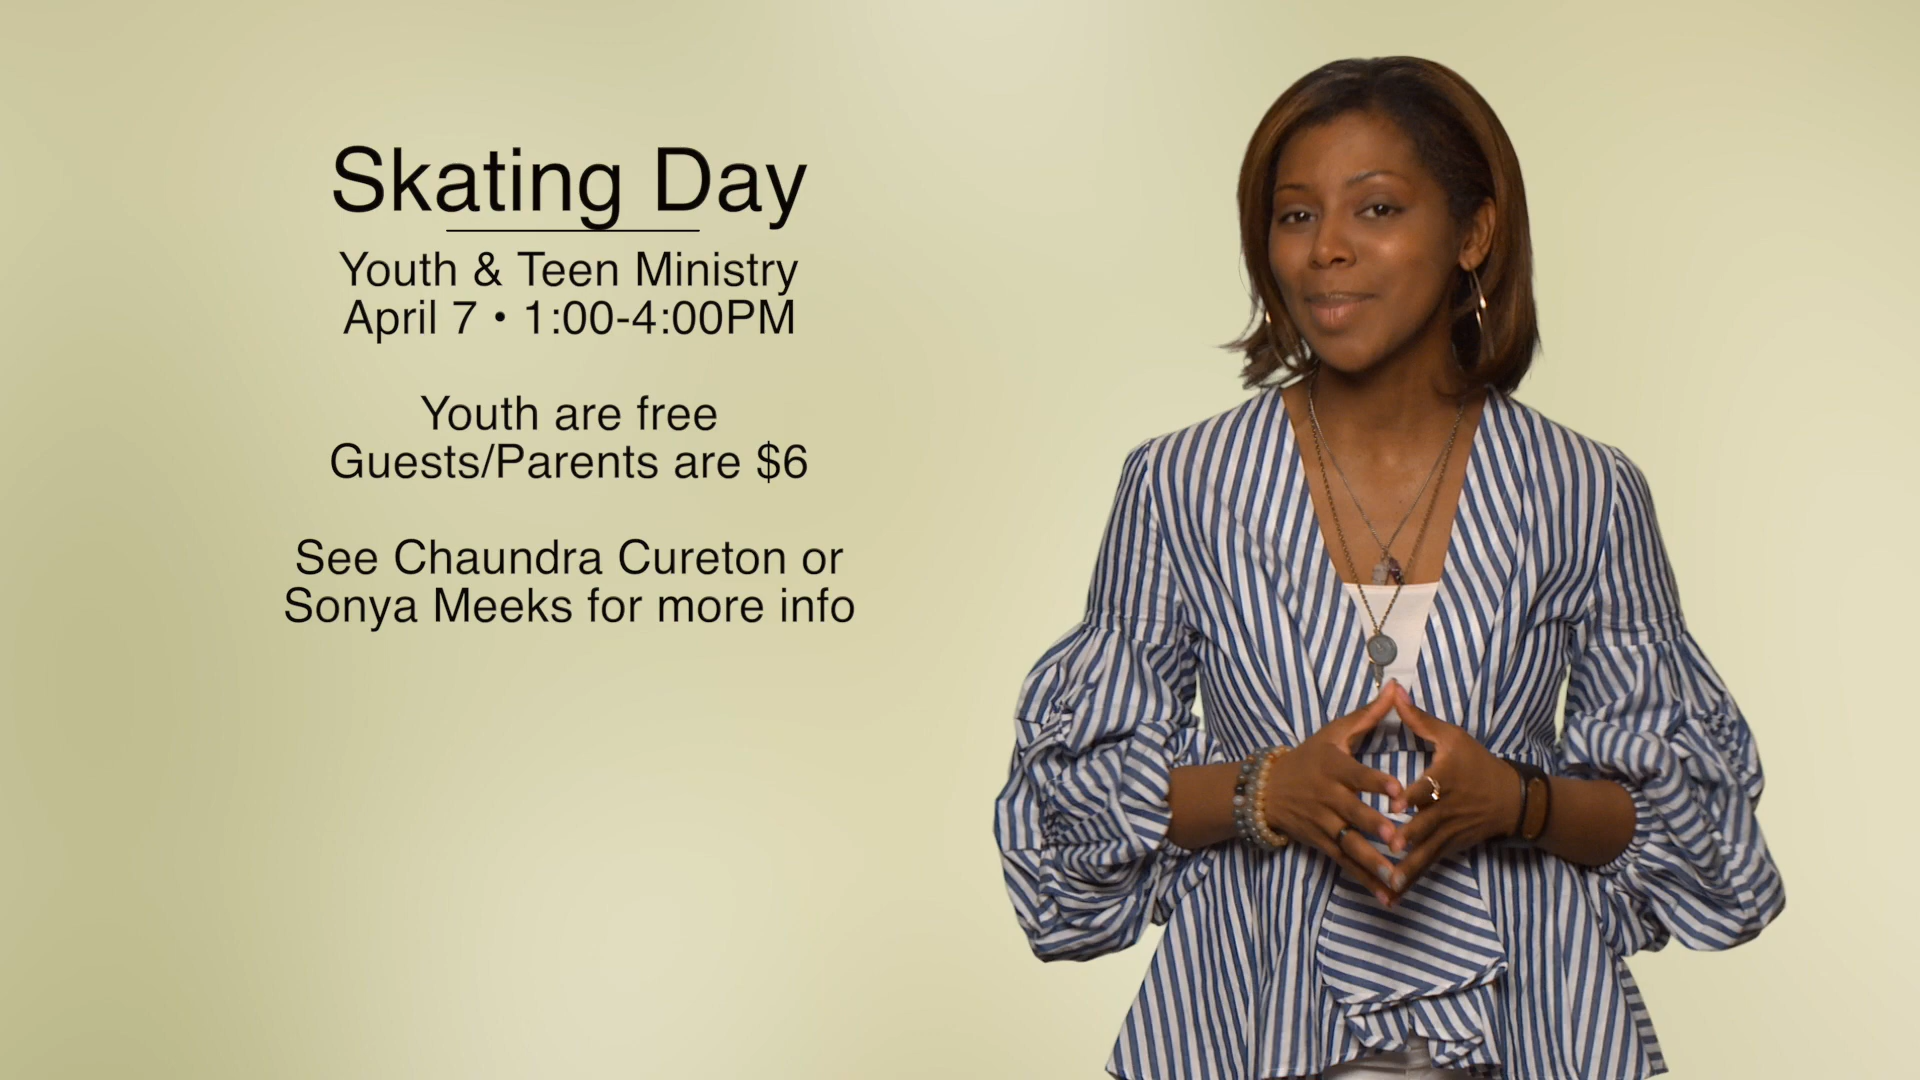 Skating Day
Youth & Teen Ministry
April 7 • 1:00-4:00PM
Youth are free
Guests/Parents are $6
See Chaundra Cureton or
Sonya Meeks for more info